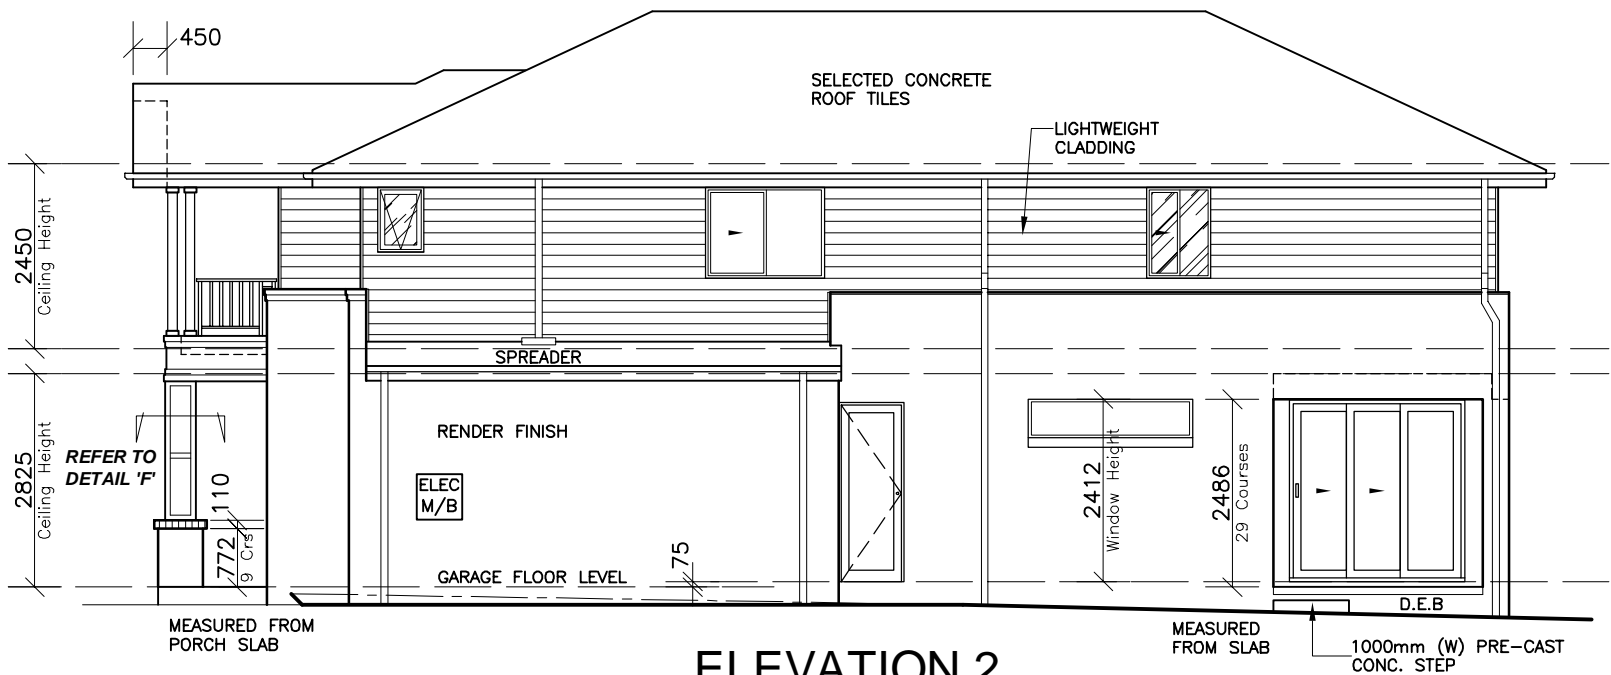 450
SELECTED CONCRETE
ROOF TILES
LIGHTWEIGHT
CLADDING
2450
Ceiling Height
SPREADER
2825
Ceiling Height
REFER TO
DETAIL 'F'
110
772
9 Crs
RENDER FINISH
ELEC
M/B
75
GARAGE FLOOR LEVEL
2412
Window Height
2486
29 Courses
D.E.B
MEASURED FROM
PORCH SLAB
MEASURED
FROM SLAB
1000mm (W) PRE-CAST
CONC. STEP
ELEVATION 2